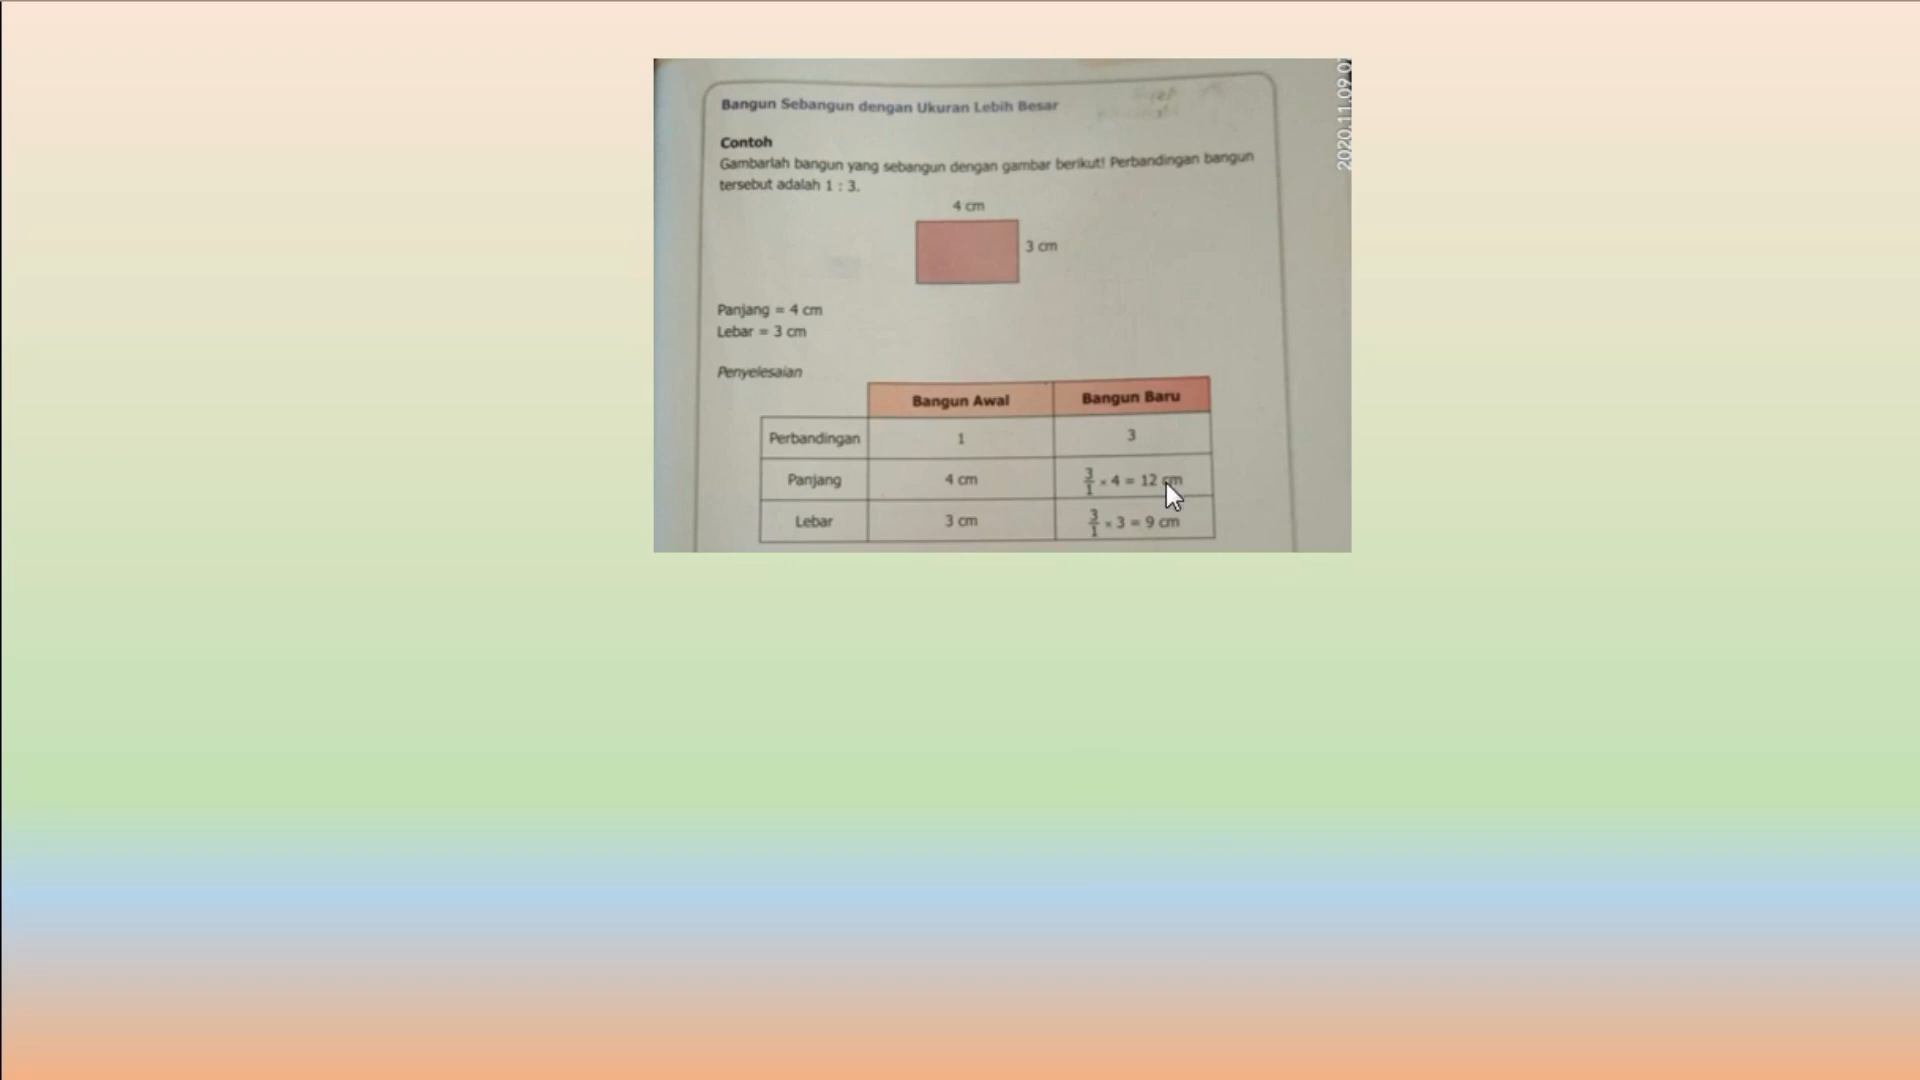 Bangun Sebangun dengan Ukuran Lebih Besar
Contoh
Gambarlah bangun yang sebangun dengan gambar berikut! Perbandingan bangun
tersebut adalah 1 : 3.
4 cm
3 cm
Panjang = 4 cm
Lebar = 3 cm
Penyelesaian
Bangun Awal Bangun Baru
Perbandingan 1 3
Panjang 4 cm 3/1 × 4 = 12 cm
Lebar 3 cm 3/1 × 3 = 9 cm
2020.11.09.0